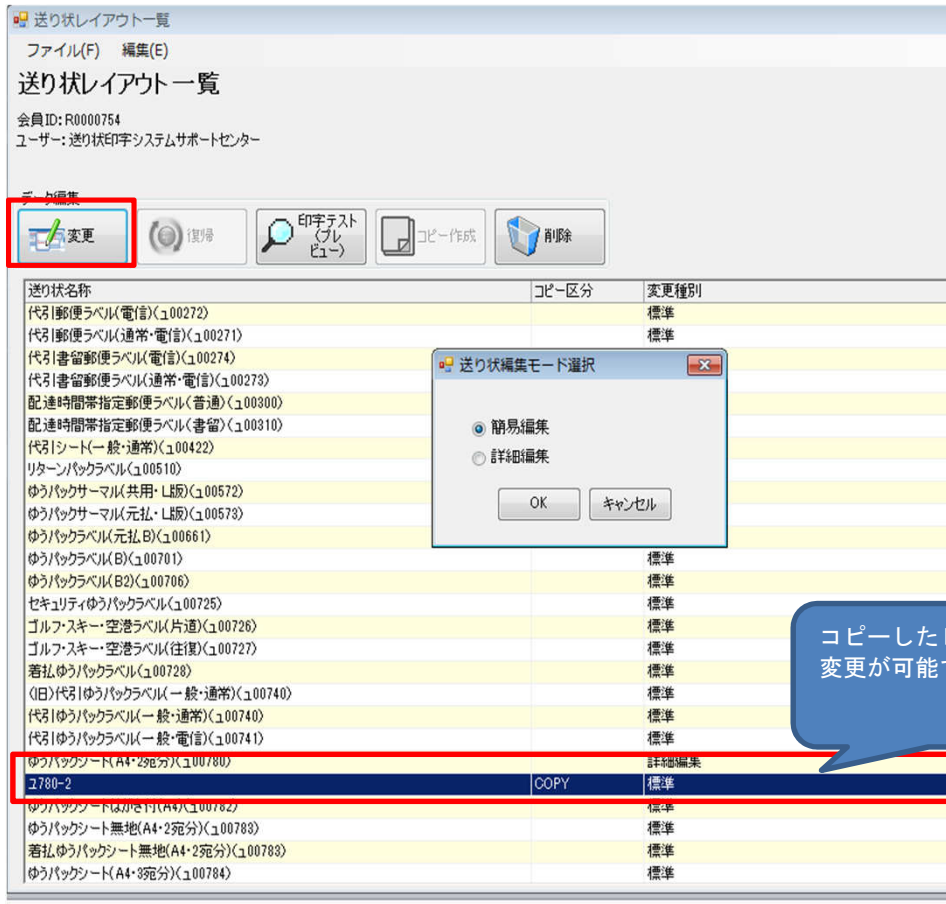 送り状レイアウト一覧
ファイル(F) 編集(E)
送り状レイアウト一覧
会員ID: R0000754
ユーザー: 送り状印字システムサポートセンター
データ編集
変更
復帰
印字テスト
(プレ
ビュー)
コピー作成
削除
送り状名称 コピー区分 変更種別
代引郵便ラベル(電信)(ュ00272) 標準
代引郵便ラベル(通常・電信)(ュ00271) 標準
代引書留郵便ラベル(電信)(ュ00274)
代引書留郵便ラベル(通常・電信)(ュ00273)
配達時間帯指定郵便ラベル(普通)(ュ00300)
配達時間帯指定郵便ラベル(書留)(ュ00310)
代引シート(一般・通常)(ュ00422)
リターンパックラベル(ュ00510)
ゆうパックサーマル(共用・L版)(ュ00572)
ゆうパックサーマル(元払・L版)(ュ00573)
ゆうパックラベル(元払B)(ュ00661)
ゆうパックラベル(B)(ュ00701) 標準
ゆうパックラベル(B2)(ュ00706) 標準
セキュリティゆうパックラベル(ュ00725) 標準
ゴルフ・スキー・空港ラベル(片道)(ュ00726) 標準
ゴルフ・スキー・空港ラベル(往復)(ュ00727) 標準
着払ゆうパックラベル(ュ00728) 標準
(旧)代引ゆうパックラベル(一般・通常)(ュ00740) 標準
代引ゆうパックラベル(一般・通常)(ュ00740) 標準
代引ゆうパックラベル(一般・電信)(ュ00741) 標準
ゆうパックシート(A4・2宛分)(ュ00780) 詳細編集
ユ780-2 COPY 標準
ゆうパックシートはがき付(A4)(ュ00782) 標準
ゆうパックシート無地(A4・2宛分)(ュ00783) 標準
着払ゆうパックシート無地(A4・2宛分)(ュ00783) 標準
ゆうパックシート(A4・3宛分)(ュ00784) 標準
送り状編集モード選択
簡易編集
詳細編集
OK キャンセル
コピーした
変更が可能